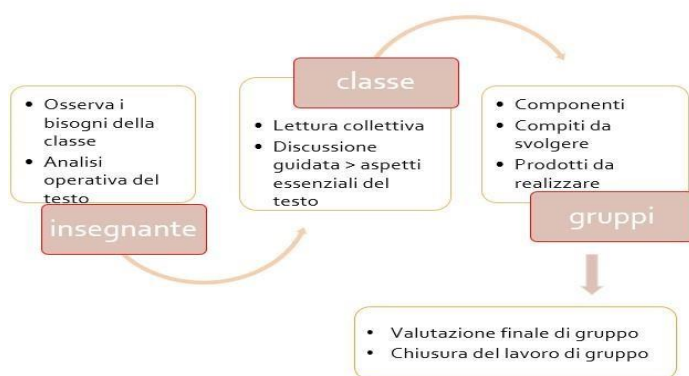 • Osserva i
bisogni della
classe
• Analisi
operativa del
testo
insegnante
classe
• Lettura collettiva
• Discussione
guidata > aspetti
essenziali del
testo
• Componenti
• Compiti da
svolgere
• Prodotti da
realizzare
gruppi
• Valutazione finale di gruppo
• Chiusura del lavoro di gruppo